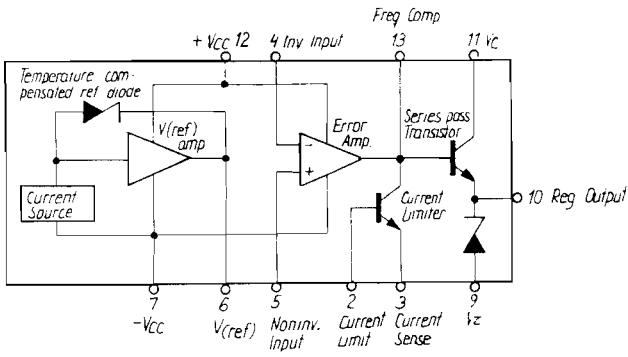 Freq Comp
+ VCC 12
4 Inv Input
13
11 VC
Temperature com-
pensated ref diode
V(ref)
amp
Error
Amp.
Series pass
Transistor
-
+
Current
Source
Current
Limiter
10 Reg Output
7
6
5
2
3
9
-VCC
V(ref)
Noninv.
Input
Current
Limit
Current
Sense
Vz